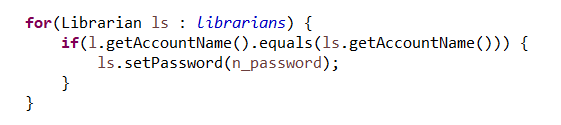 for(Librarian ls : librarians) {
    if(l.getAccountName().equals(ls.getAccountName())) {
        ls.setPassword(n_password);
    }
}